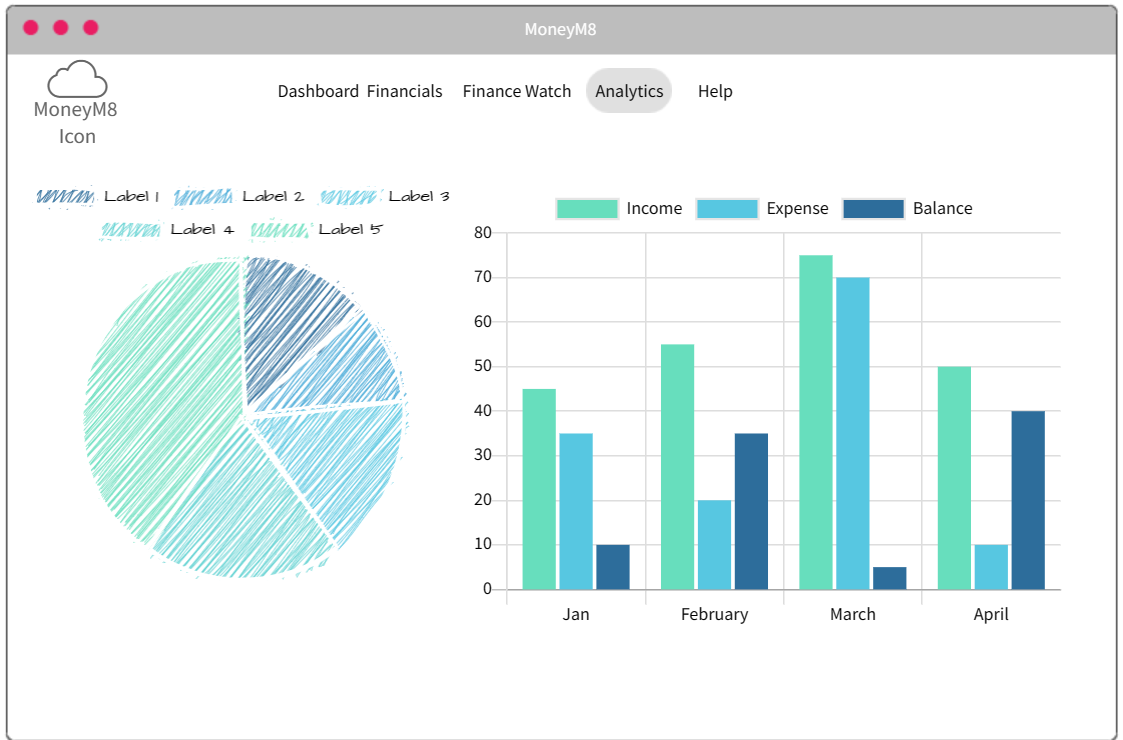 MoneyM8
MoneyM8
Icon
Dashboard Financials Finance Watch Analytics Help
Label 1 Label 2 Label 3
Label 4 Label 5
Income Expense Balance
80
70
60
50
40
30
20
10
0
Jan February March April